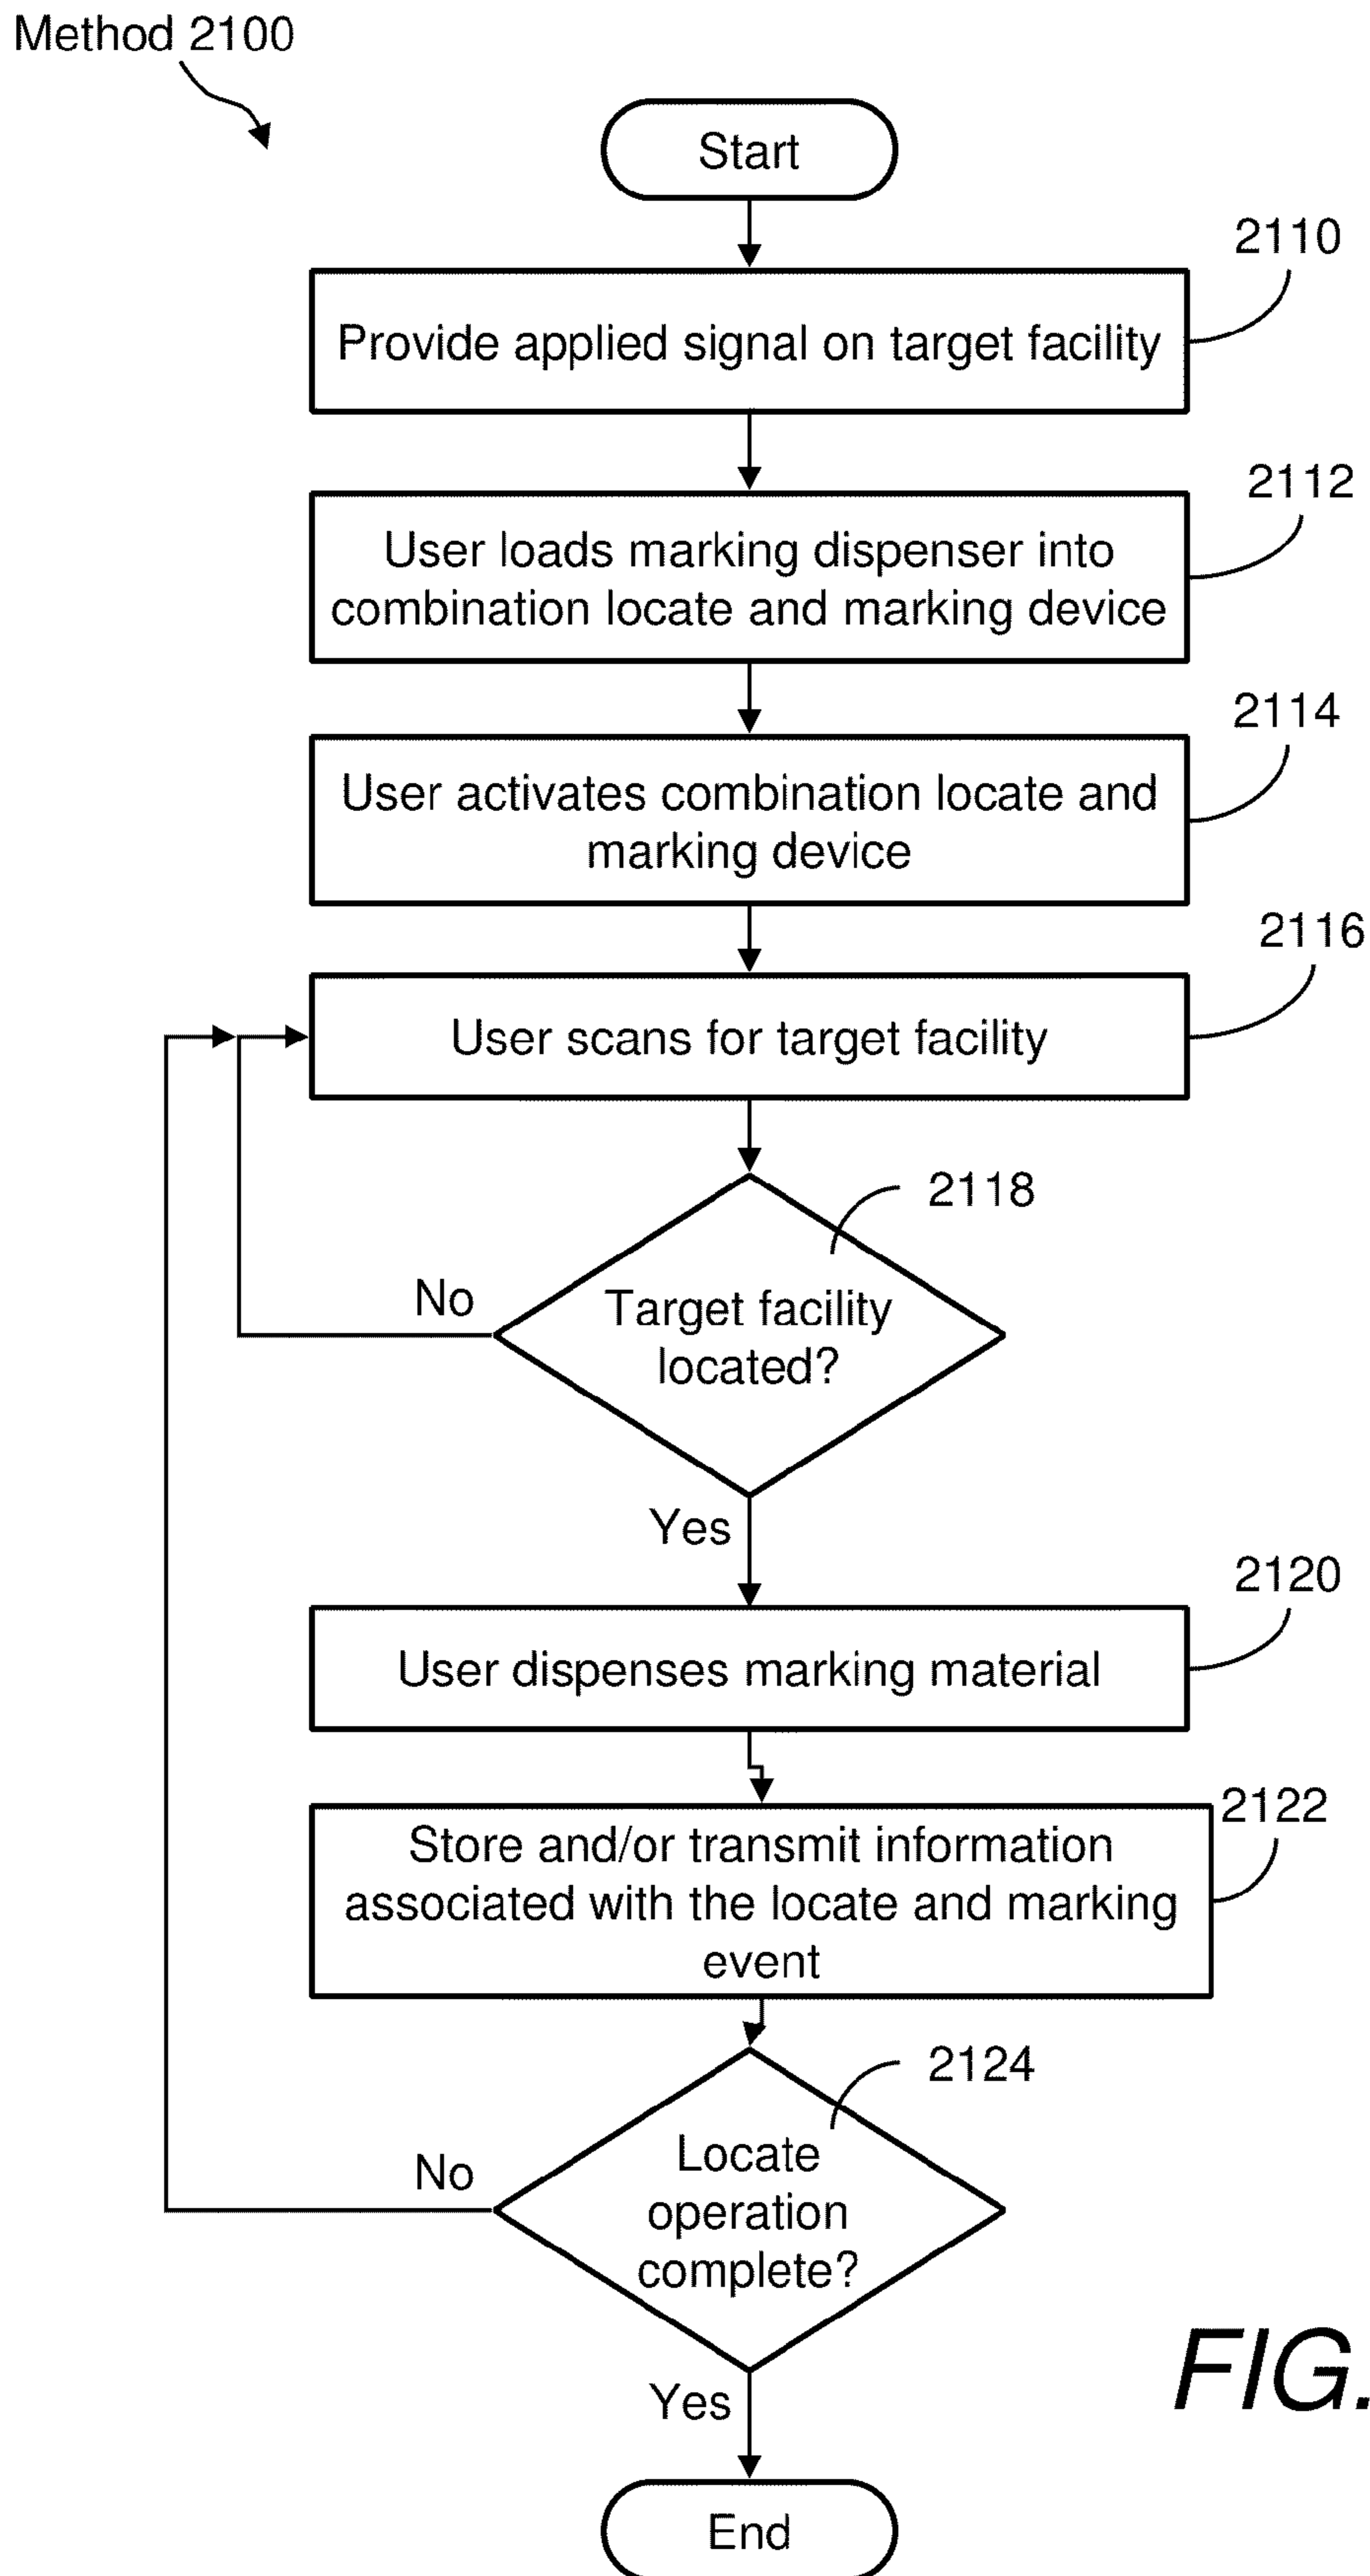 Method 2100
Start
2110
Provide applied signal on target facility
2112
User loads marking dispenser into
combination locate and marking device
2114
User activates combination locate and
marking device
2116
User scans for target facility
2118
No
Target facility
located?
Yes
2120
User dispenses marking material
2122
Store and/or transmit information
associated with the locate and marking
event
2124
No
Locate
operation
complete?
Yes
FIG.
End